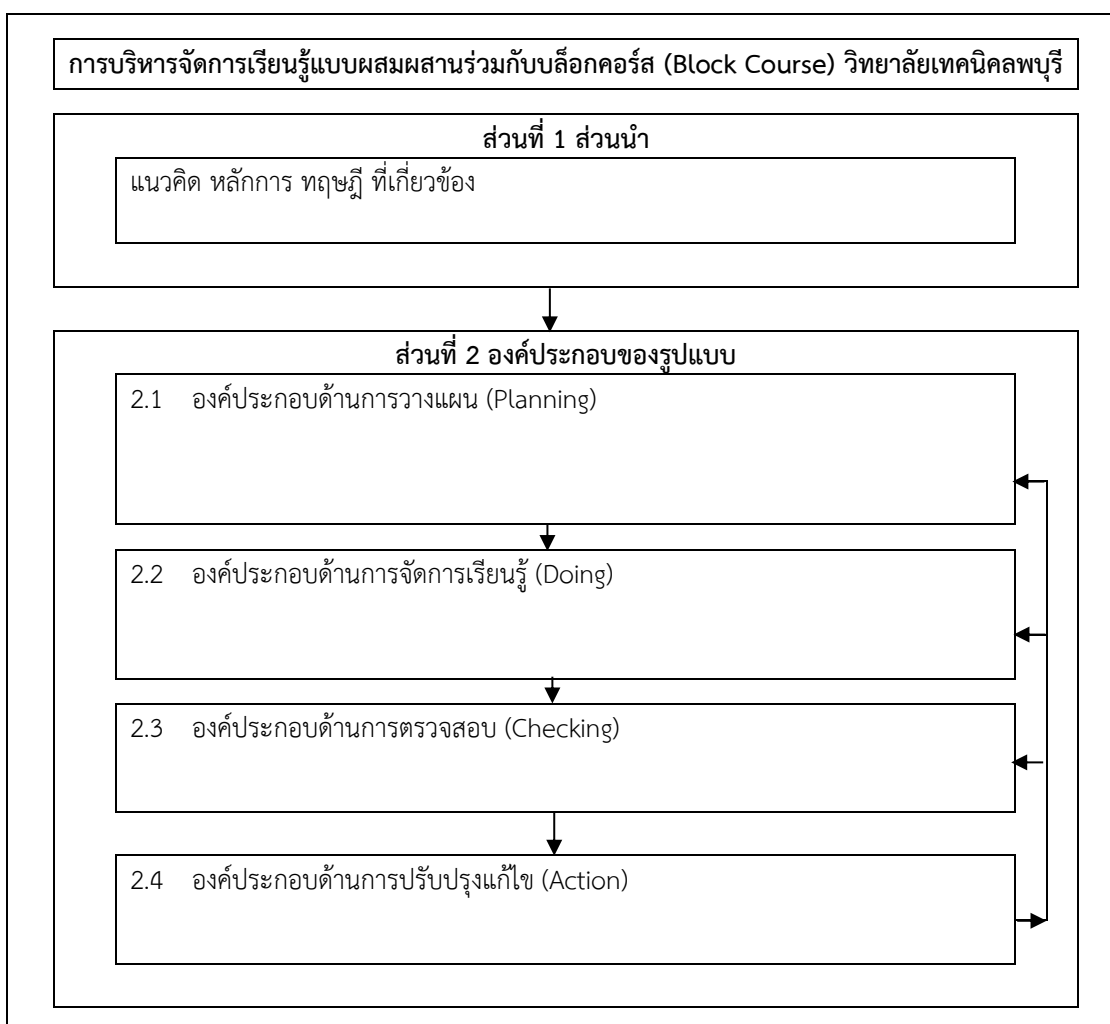 การบริหารจัดการเรียนรู้แบบผสมผสานร่วมกับบล็อกคอร์ส (Block Course) วิทยาลัยเทคนิคลพบุรี
ส่วนที่ 1 ส่วนนำ
แนวคิด หลักการ ทฤษฎี ที่เกี่ยวข้อง
ส่วนที่ 2 องค์ประกอบของรูปแบบ
2.1 องค์ประกอบด้านการวางแผน (Planning)
2.2 องค์ประกอบด้านการจัดการเรียนรู้ (Doing)
2.3 องค์ประกอบด้านการตรวจสอบ (Checking)
2.4 องค์ประกอบด้านการปรับปรุงแก้ไข (Action)